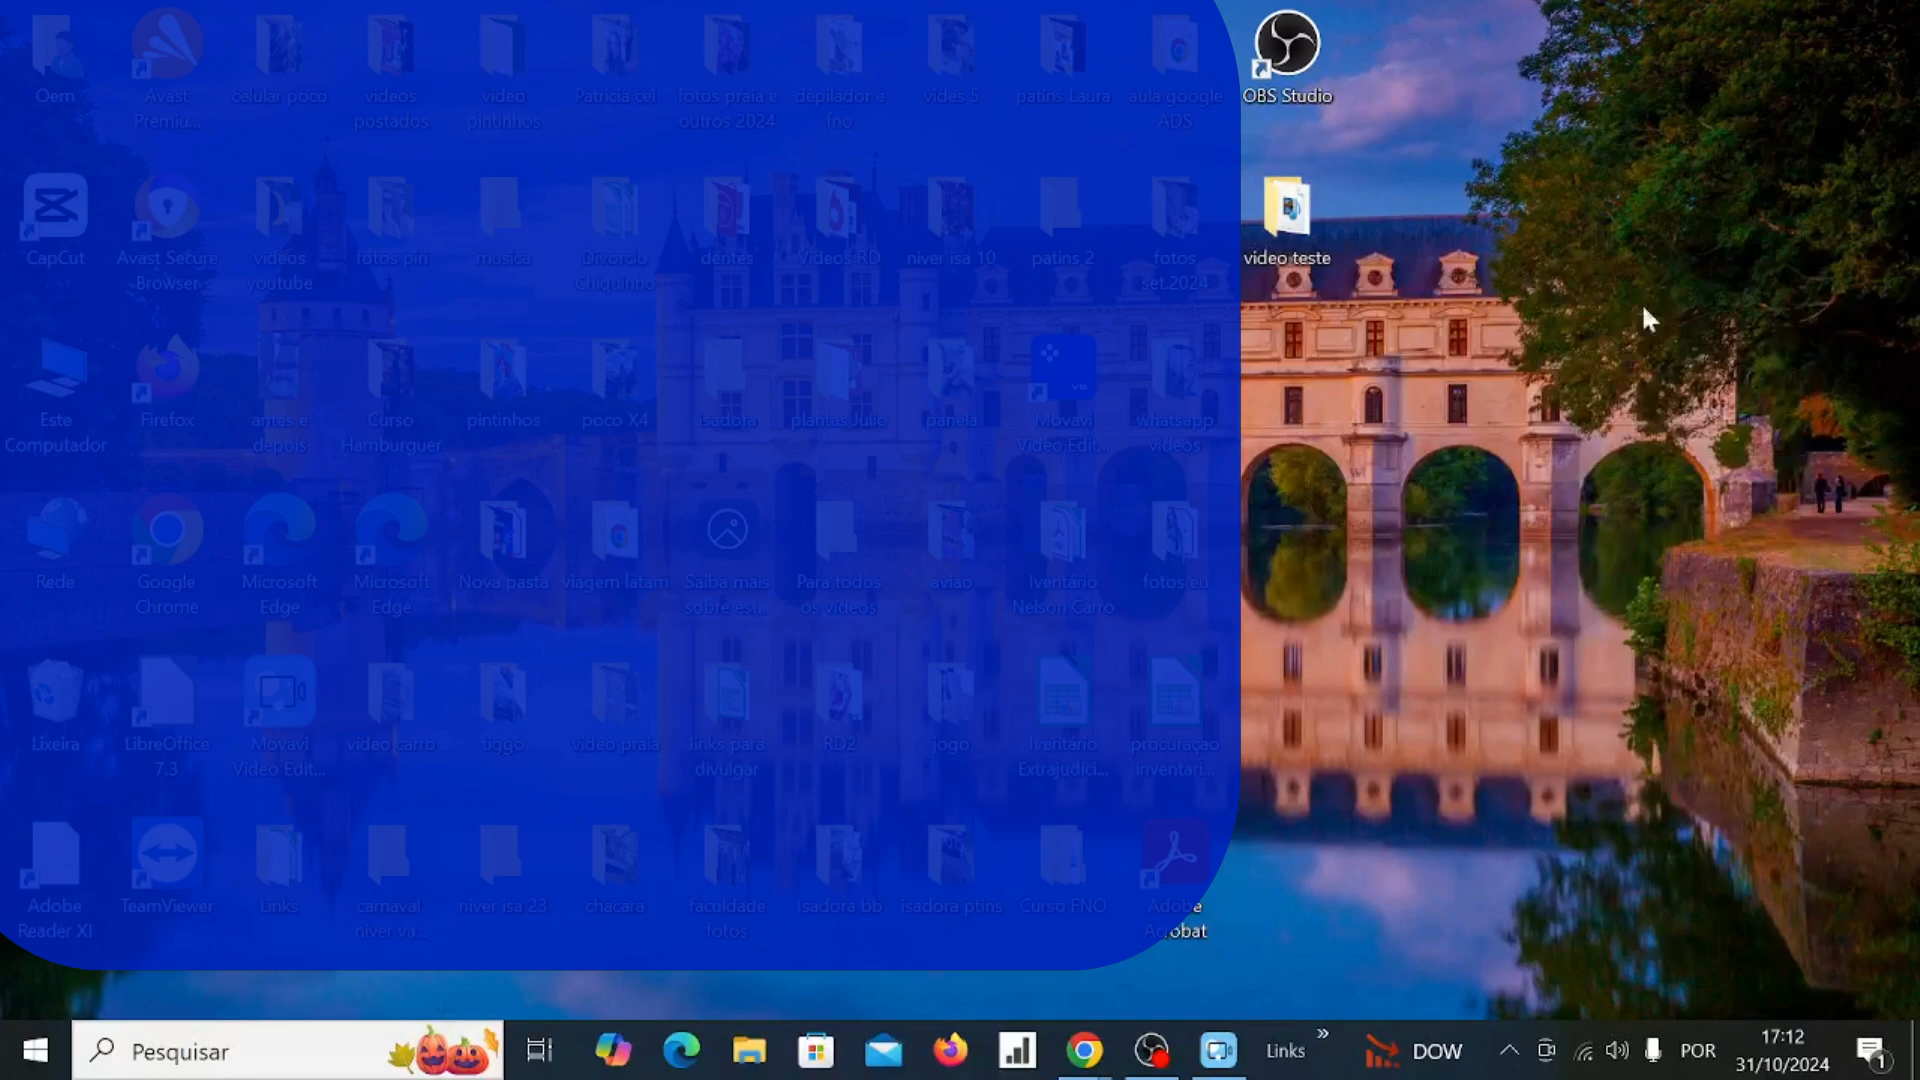 Oem
Avast
Premiu...
celular poco
videos
postados
video
pintinhos
Patricia cel
fotos praia e
outros 2024
depilador e
fno
vides 5
patins Laura
aula google
ADS
OBS Studio
CapCut
Avast Secure
Browser
videos
youtube
fotos piri
musica
Divorcio
Chiquinho
dentes
Videos RD
niver isa 10
patins 2
fotos
set.2024
video teste
Este
Computador
Firefox
antes e
depois
Curso
Hamburguer
pintinhos
poco X4
isadora
plantas Julio
panela
Movavi
Video Edit...
whatsapp
videos
Rede
Google
Chrome
Microsoft
Edge
Microsoft
Edge
Nova pasta
viagem latam
Saiba mais
sobre est...
Para todos
os videos
avião
Iventário
Nelson Carro
fotos eu
Lixeira
LibreOffice
7.3
Movavi
Video Edit...
video carro
tiggo
video praia
links para
divulgar
RD2
jogo
Iventário
Extrajudici...
procuração
inventari...
Adobe
Reader XI
TeamViewer
Links
carnaval
niver va...
niver isa 23
chacara
faculdade
fotos
Isadora bb
isadora ptins
Curso FNO
Adobe
Acrobat
Pesquisar
Links
»
DOW
POR
17:12
31/10/2024
1